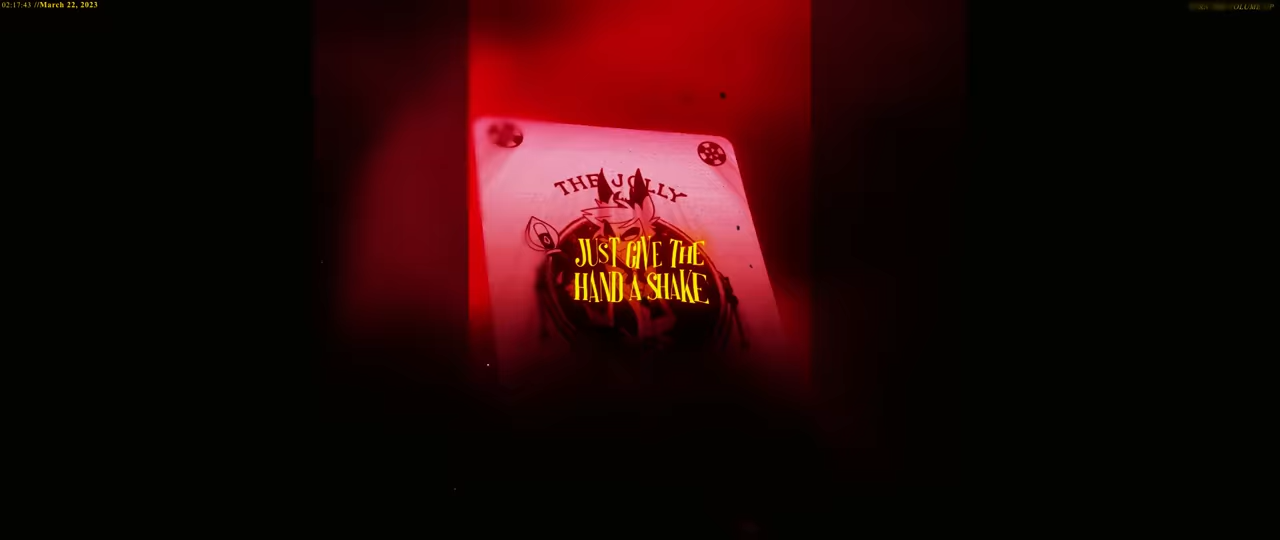 02:17:43 //March 22, 2023
THE JOLLY
JUST GIVE THE
HAND A SHAKE